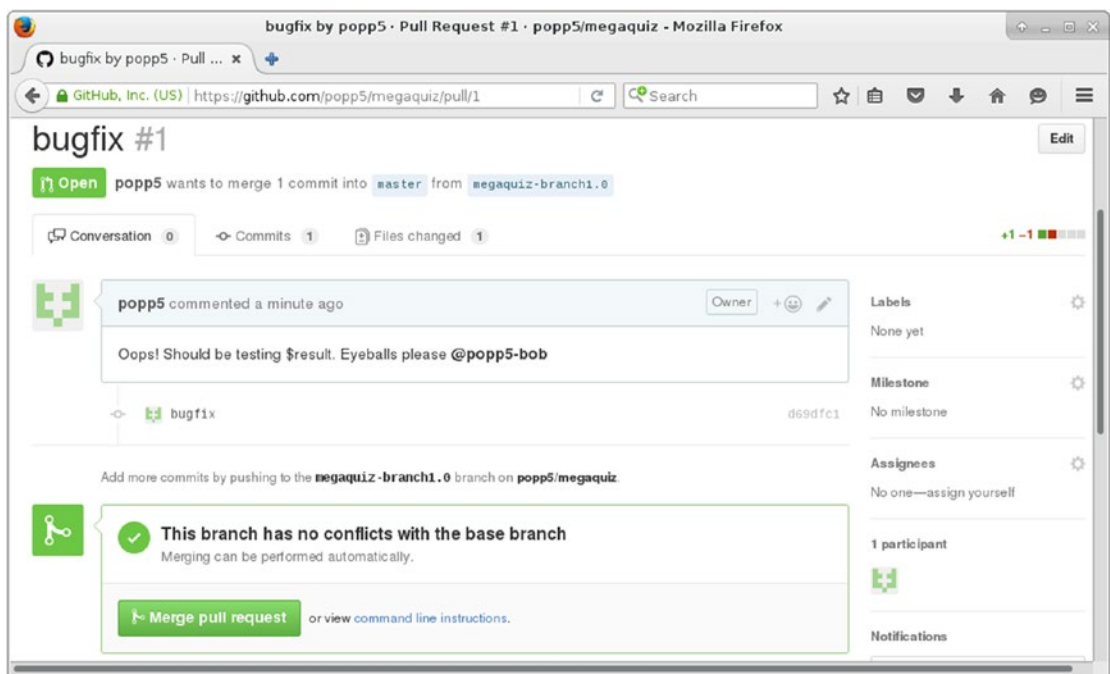 bugfix by popp5 · Pull Request #1 · popp5/megaquiz - Mozilla Firefox
bugfix by popp5 · Pull ...
GitHub, Inc. (US) https://github.com/popp5/megaquiz/pull/1 Search
bugfix #1 Edit
Open popp5 wants to merge 1 commit into master from megaquiz-branch1.0
Conversation 0 Commits 1 Files changed 1 +1 −1
popp5 commented a minute ago Owner
Oops! Should be testing $result. Eyeballs please @popp5-bob
bugfix d69dfc1
Add more commits by pushing to the megaquiz-branch1.0 branch on popp5/megaquiz.
This branch has no conflicts with the base branch
Merging can be performed automatically.
Merge pull request or view command line instructions.
Labels
None yet
Milestone
No milestone
Assignees
No one—assign yourself
1 participant
Notifications